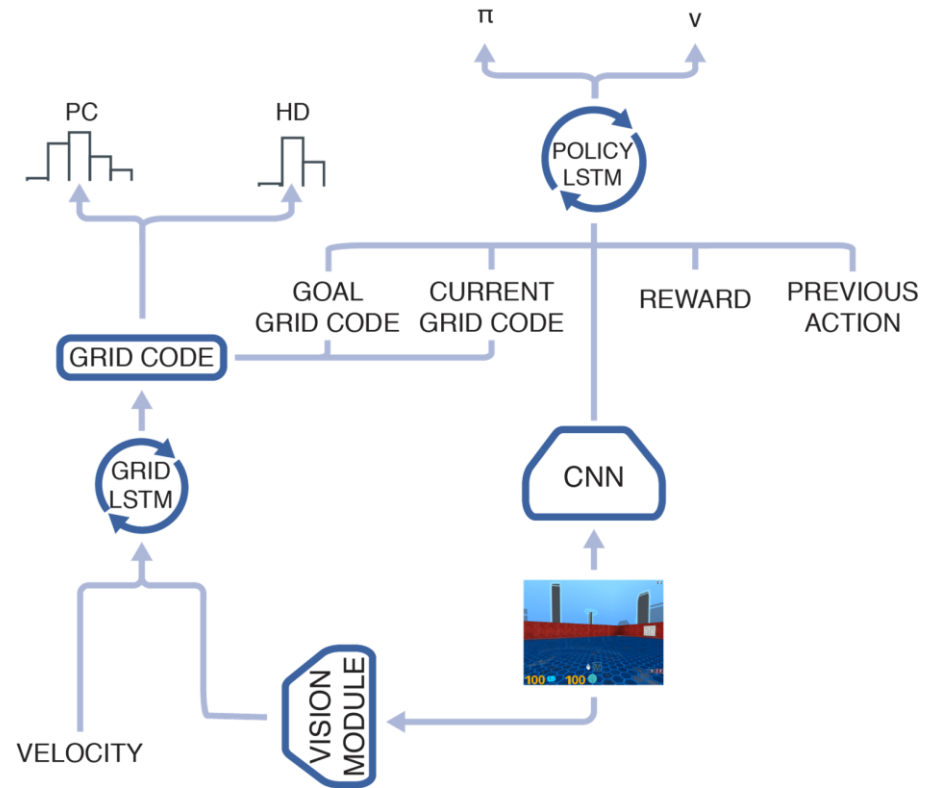 π
v
PC
HD
POLICY
LSTM
GOAL
GRID CODE
CURRENT
GRID CODE
REWARD
PREVIOUS
ACTION
GRID CODE
GRID
LSTM
CNN
100
100
VISION
MODULE
VELOCITY